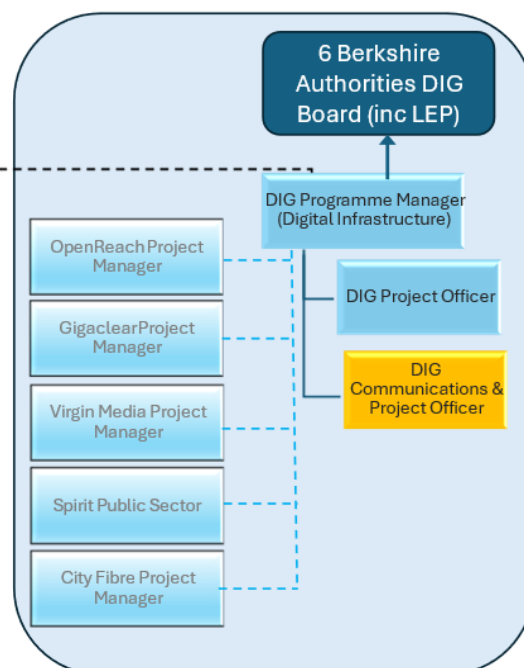 6 Berkshire
Authorities DIG
Board (inc LEP)
DIG Programme Manager
(Digital Infrastructure)
OpenReach Project
Manager
DIG Project Officer
GigaclearProject
Manager
DIG
Communications &
Project Officer
Virgin Media Project
Manager
Spirit Public Sector
City Fibre Project
Manager